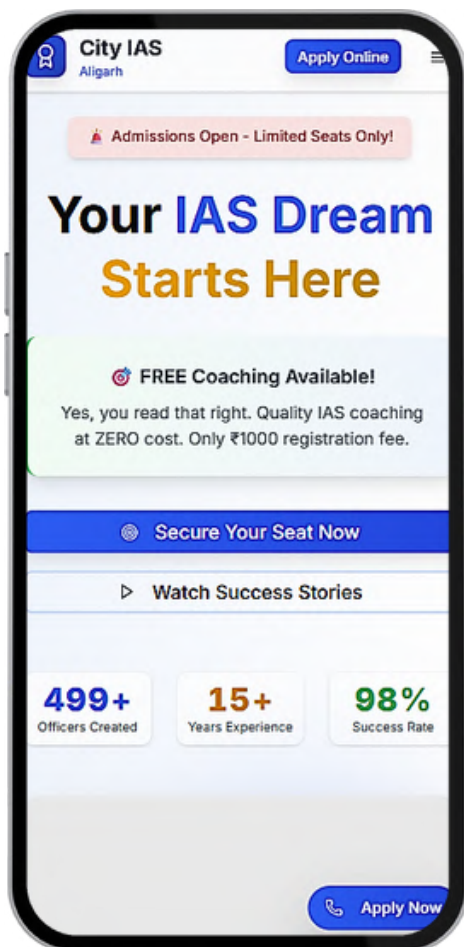 City IAS
Aligarh
Apply Online
Admissions Open - Limited Seats Only!
Your IAS Dream
Starts Here
FREE Coaching Available!
Yes, you read that right. Quality IAS coaching
at ZERO cost. Only ₹1000 registration fee.
Secure Your Seat Now
Watch Success Stories
499+ 15+ 98%
Officers Created Years Experience Success Rate
Apply Now